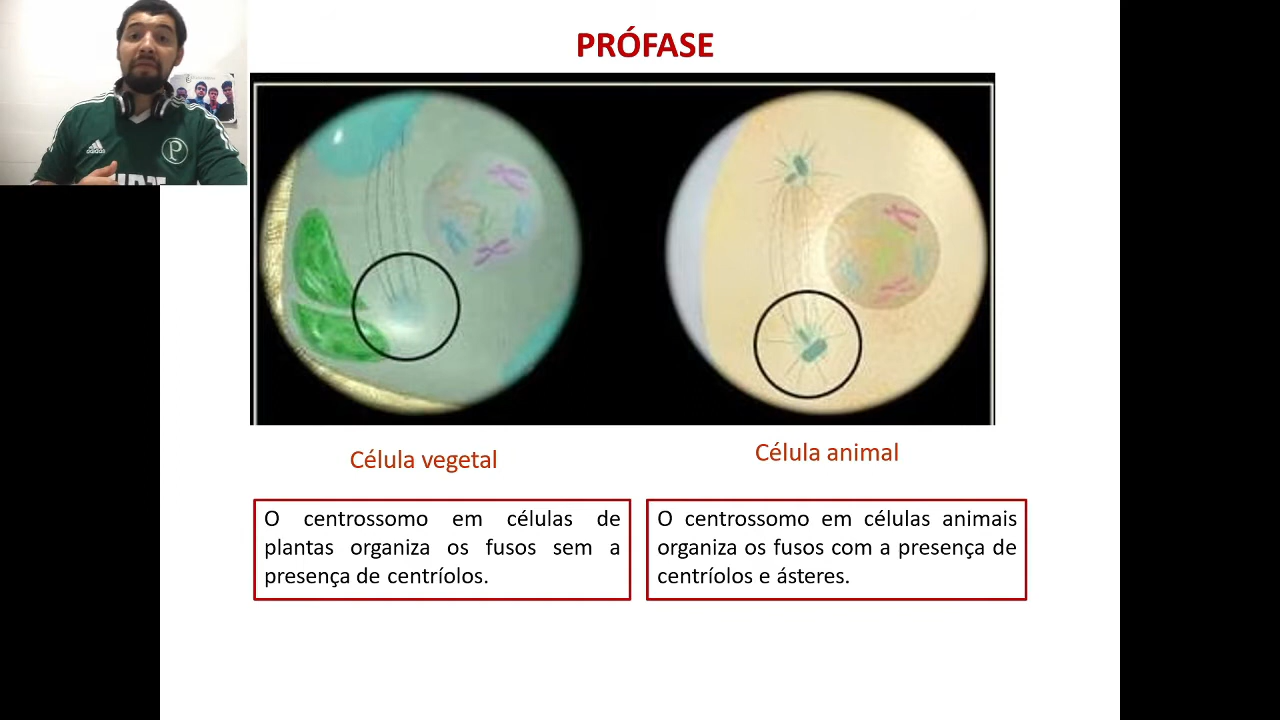 PRÓFASE
adidas
P
Célula vegetal
Célula animal
O centrossomo em células de
plantas organiza os fusos sem a
presença de centríolos.
O centrossomo em células animais
organiza os fusos com a presença de
centríolos e ásteres.